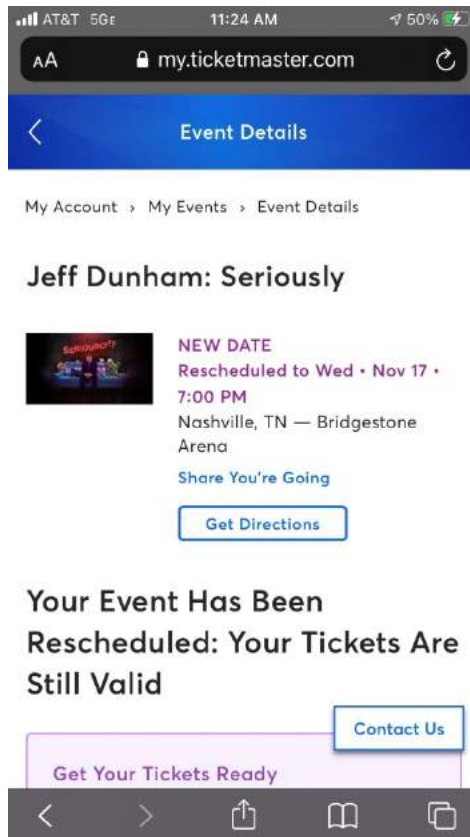 AT&T 5GE 11:24 AM 50%
AA my.ticketmaster.com
Event Details
My Account › My Events › Event Details
Jeff Dunham: Seriously
NEW DATE
Rescheduled to Wed • Nov 17 •
7:00 PM
Nashville, TN — Bridgestone
Arena
Share You're Going
Get Directions
Your Event Has Been
Rescheduled: Your Tickets Are
Still Valid
Contact Us
Get Your Tickets Ready